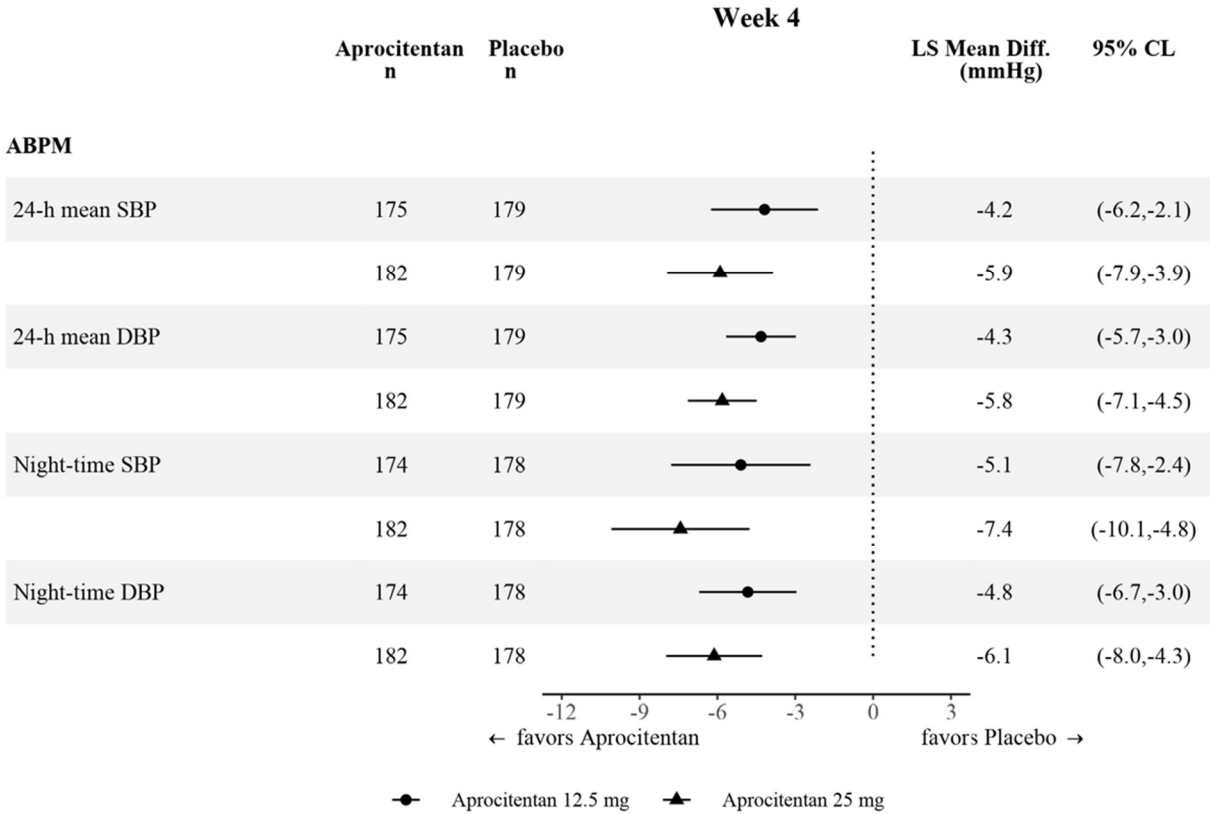 Week 4
Aprocitentan Placebo LS Mean Diff. 95% CL
n n (mmHg)
ABPM
24-h mean SBP 175 179 -4.2 (-6.2,-2.1)
182 179 -5.9 (-7.9,-3.9)
24-h mean DBP 175 179 -4.3 (-5.7,-3.0)
182 179 -5.8 (-7.1,-4.5)
Night-time SBP 174 178 -5.1 (-7.8,-2.4)
182 178 -7.4 (-10.1,-4.8)
Night-time DBP 174 178 -4.8 (-6.7,-3.0)
182 178 -6.1 (-8.0,-4.3)
-12 -9 -6 -3 0 3
← favors Aprocitentan favors Placebo →
Aprocitentan 12.5 mg Aprocitentan 25 mg